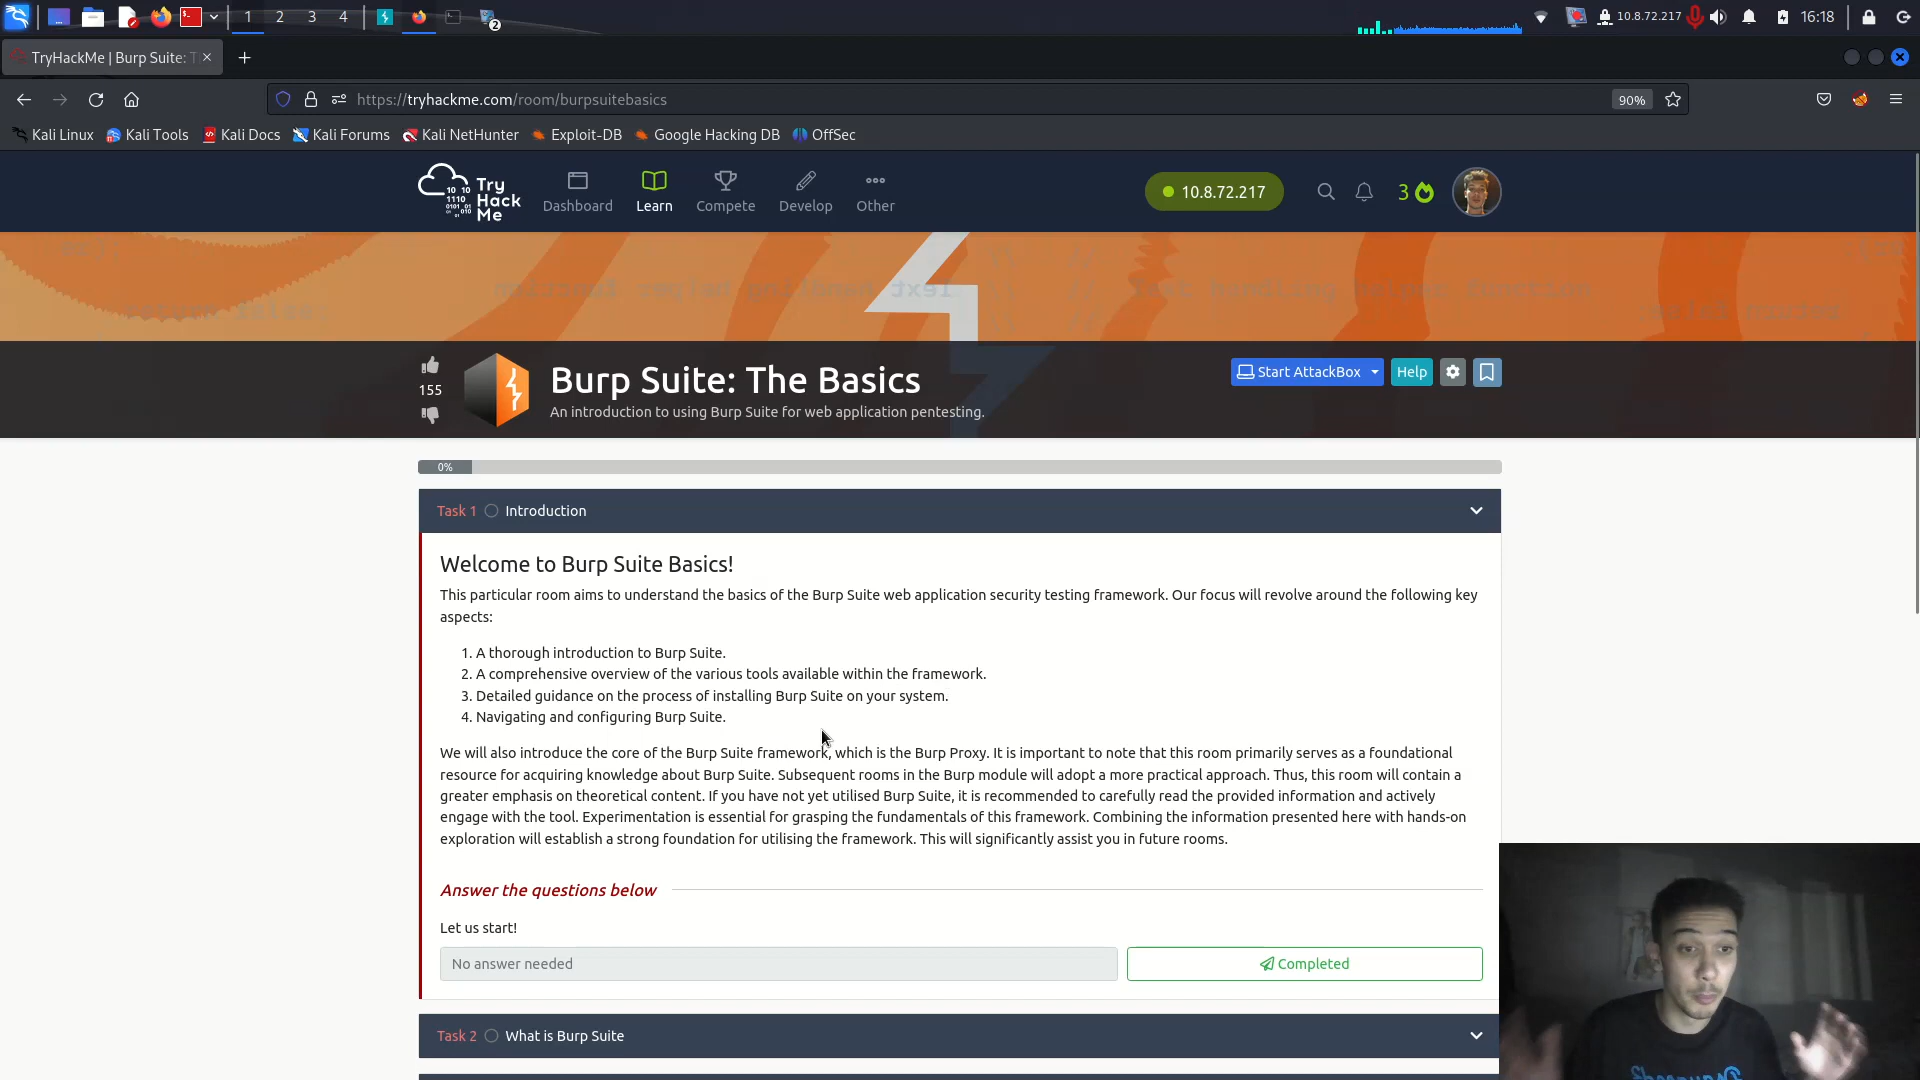 1 2 3 4
2
10.8.72.217
16:18
TryHackMe | Burp Suite: T
https://tryhackme.com/room/burpsuitebasics
90%
Kali Linux Kali Tools Kali Docs Kali Forums Kali NetHunter Exploit-DB Google Hacking DB OffSec
Try
Hack
Me
Dashboard Learn Compete Develop Other
10.8.72.217
3
155
Burp Suite: The Basics
An introduction to using Burp Suite for web application pentesting.
Start AttackBox
Help
0%
Task 1 Introduction
Welcome to Burp Suite Basics!
This particular room aims to understand the basics of the Burp Suite web application security testing framework. Our focus will revolve around the following key
aspects:
1. A thorough introduction to Burp Suite.
2. A comprehensive overview of the various tools available within the framework.
3. Detailed guidance on the process of installing Burp Suite on your system.
4. Navigating and configuring Burp Suite.
We will also introduce the core of the Burp Suite framework, which is the Burp Proxy. It is important to note that this room primarily serves as a foundational
resource for acquiring knowledge about Burp Suite. Subsequent rooms in the Burp module will adopt a more practical approach. Thus, this room will contain a
greater emphasis on theoretical content. If you have not yet utilised Burp Suite, it is recommended to carefully read the provided information and actively
engage with the tool. Experimentation is essential for grasping the fundamentals of this framework. Combining the information presented here with hands-on
exploration will establish a strong foundation for utilising the framework. This will significantly assist you in future rooms.
Answer the questions below
Let us start!
No answer needed
Completed
Task 2 What is Burp Suite